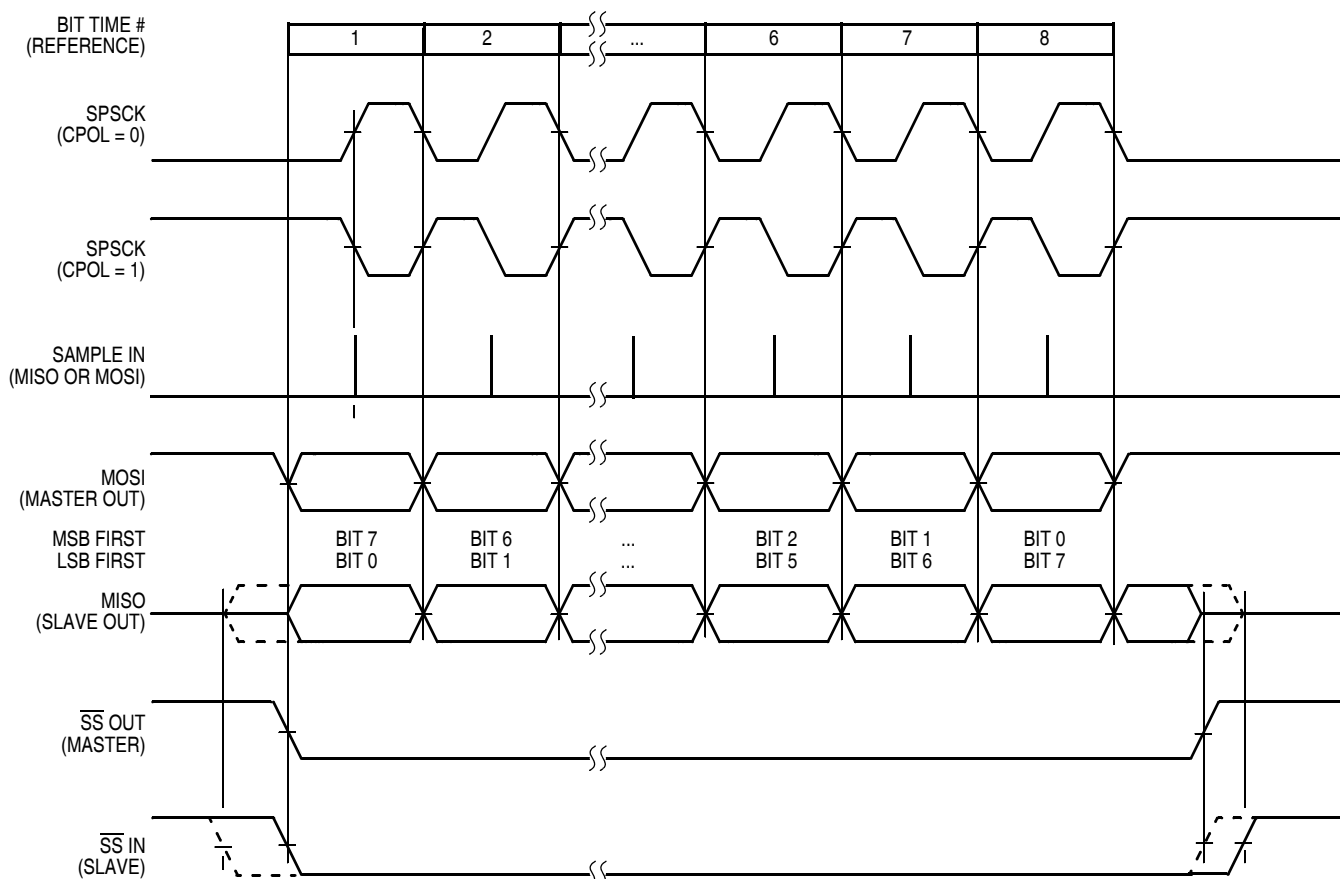 BIT TIME #
(REFERENCE)
1 2 ... 6 7 8
SPSCK
(CPOL = 0)
SPSCK
(CPOL = 1)
SAMPLE IN
(MISO OR MOSI)
MOSI
(MASTER OUT)
MSB FIRST BIT 7 BIT 6 ... BIT 2 BIT 1 BIT 0
LSB FIRST BIT 0 BIT 1 ... BIT 5 BIT 6 BIT 7
MISO
(SLAVE OUT)
S̅S̅ OUT
(MASTER)
S̅S̅ IN
(SLAVE)